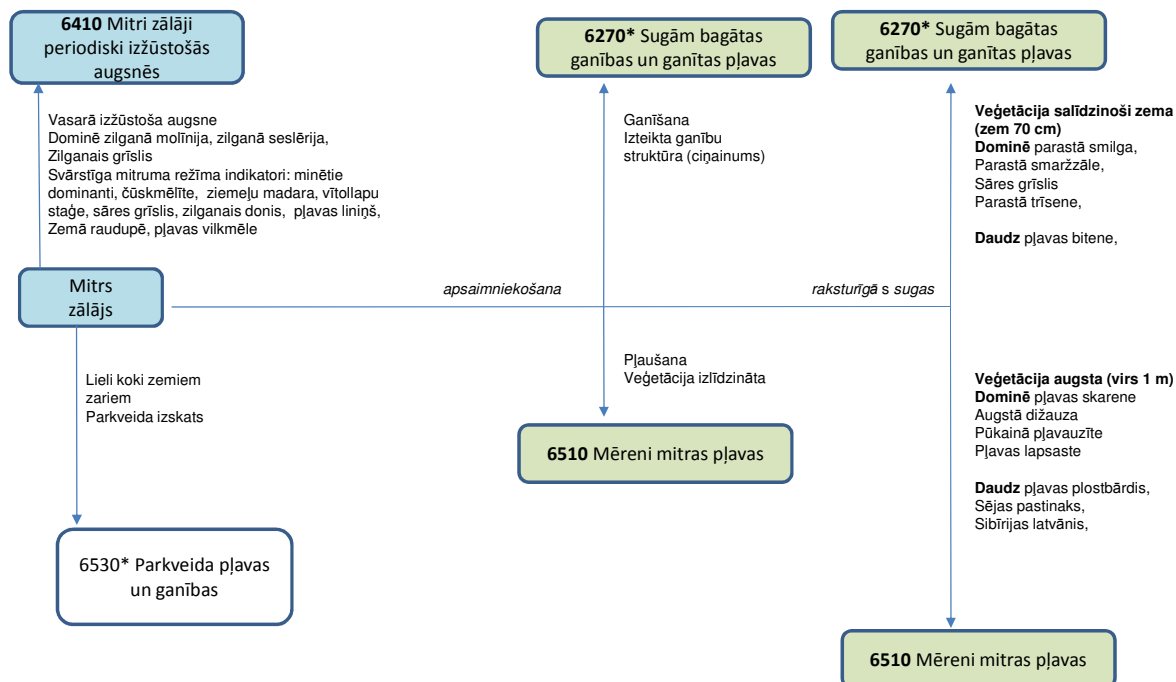 6410 Mitri zālāji
periodiski izžūstošās
augsnēs
6270* Sugām bagātas
ganības un ganītas pļavas
6270* Sugām bagātas
ganības un ganītas pļavas
Vasarā izžūstoša augsne
Dominē zilganā molīnija, zilganā seslērija,
Zilganais grīslis
Svārstīga mitruma režīma indikatori: minētie
dominanti, čūskmēlīte, ziemeļu madara, vītollapu
staģe, sāres grīslis, zilganais donis, pļavas liniņš,
Zemā raudupē, pļavas vilkmēle
Ganīšana
Izteikta ganību
struktūra (ciņainums)
Veģetācija salīdzinoši zema
(zem 70 cm)
Dominē parastā smilga,
Parastā smaržzāle,
Sāres grīslis
Parastā trīsene,
Daudz pļavas bitene,
Mitrs
zālājs
apsaimniekošana
raksturīgā s sugas
Lieli koki zemiem
zariem
Parkveida izskats
Pļaušana
Veģetācija izlīdzināta
Veģetācija augsta (virs 1 m)
Dominē pļavas skarene
Augstā dižauza
Pūkainā pļavauzīte
Pļavas lapsaste
Daudz pļavas plostbārdis,
Sējas pastinaks,
Sibīrijas latvānis,
6510 Mēreni mitras pļavas
6530* Parkveida pļavas
un ganības
6510 Mēreni mitras pļavas